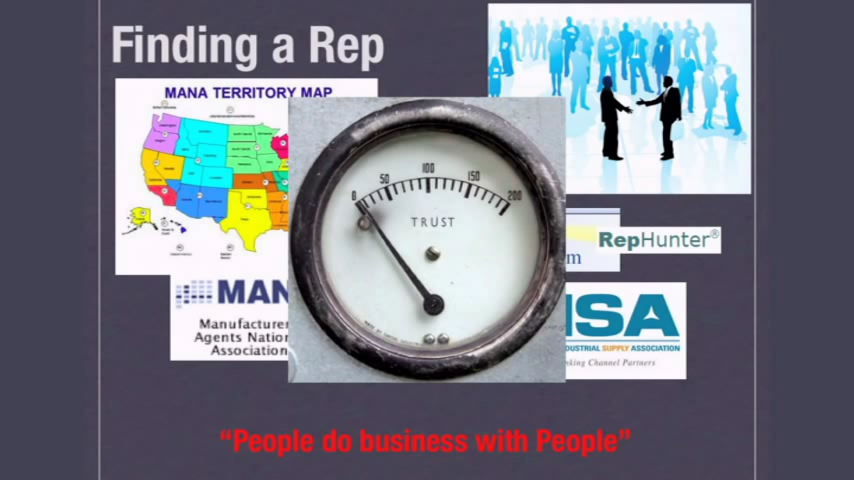 Finding a Rep
MANA TERRITORY MAP
0 50 100 150 200
TRUST
RepHunter®
m
MAN
Manufacturer
Agents Nation
Association
ISA
INDUSTRIAL SUPPLY ASSOCIATION
king Channel Partners
“People do business with People”